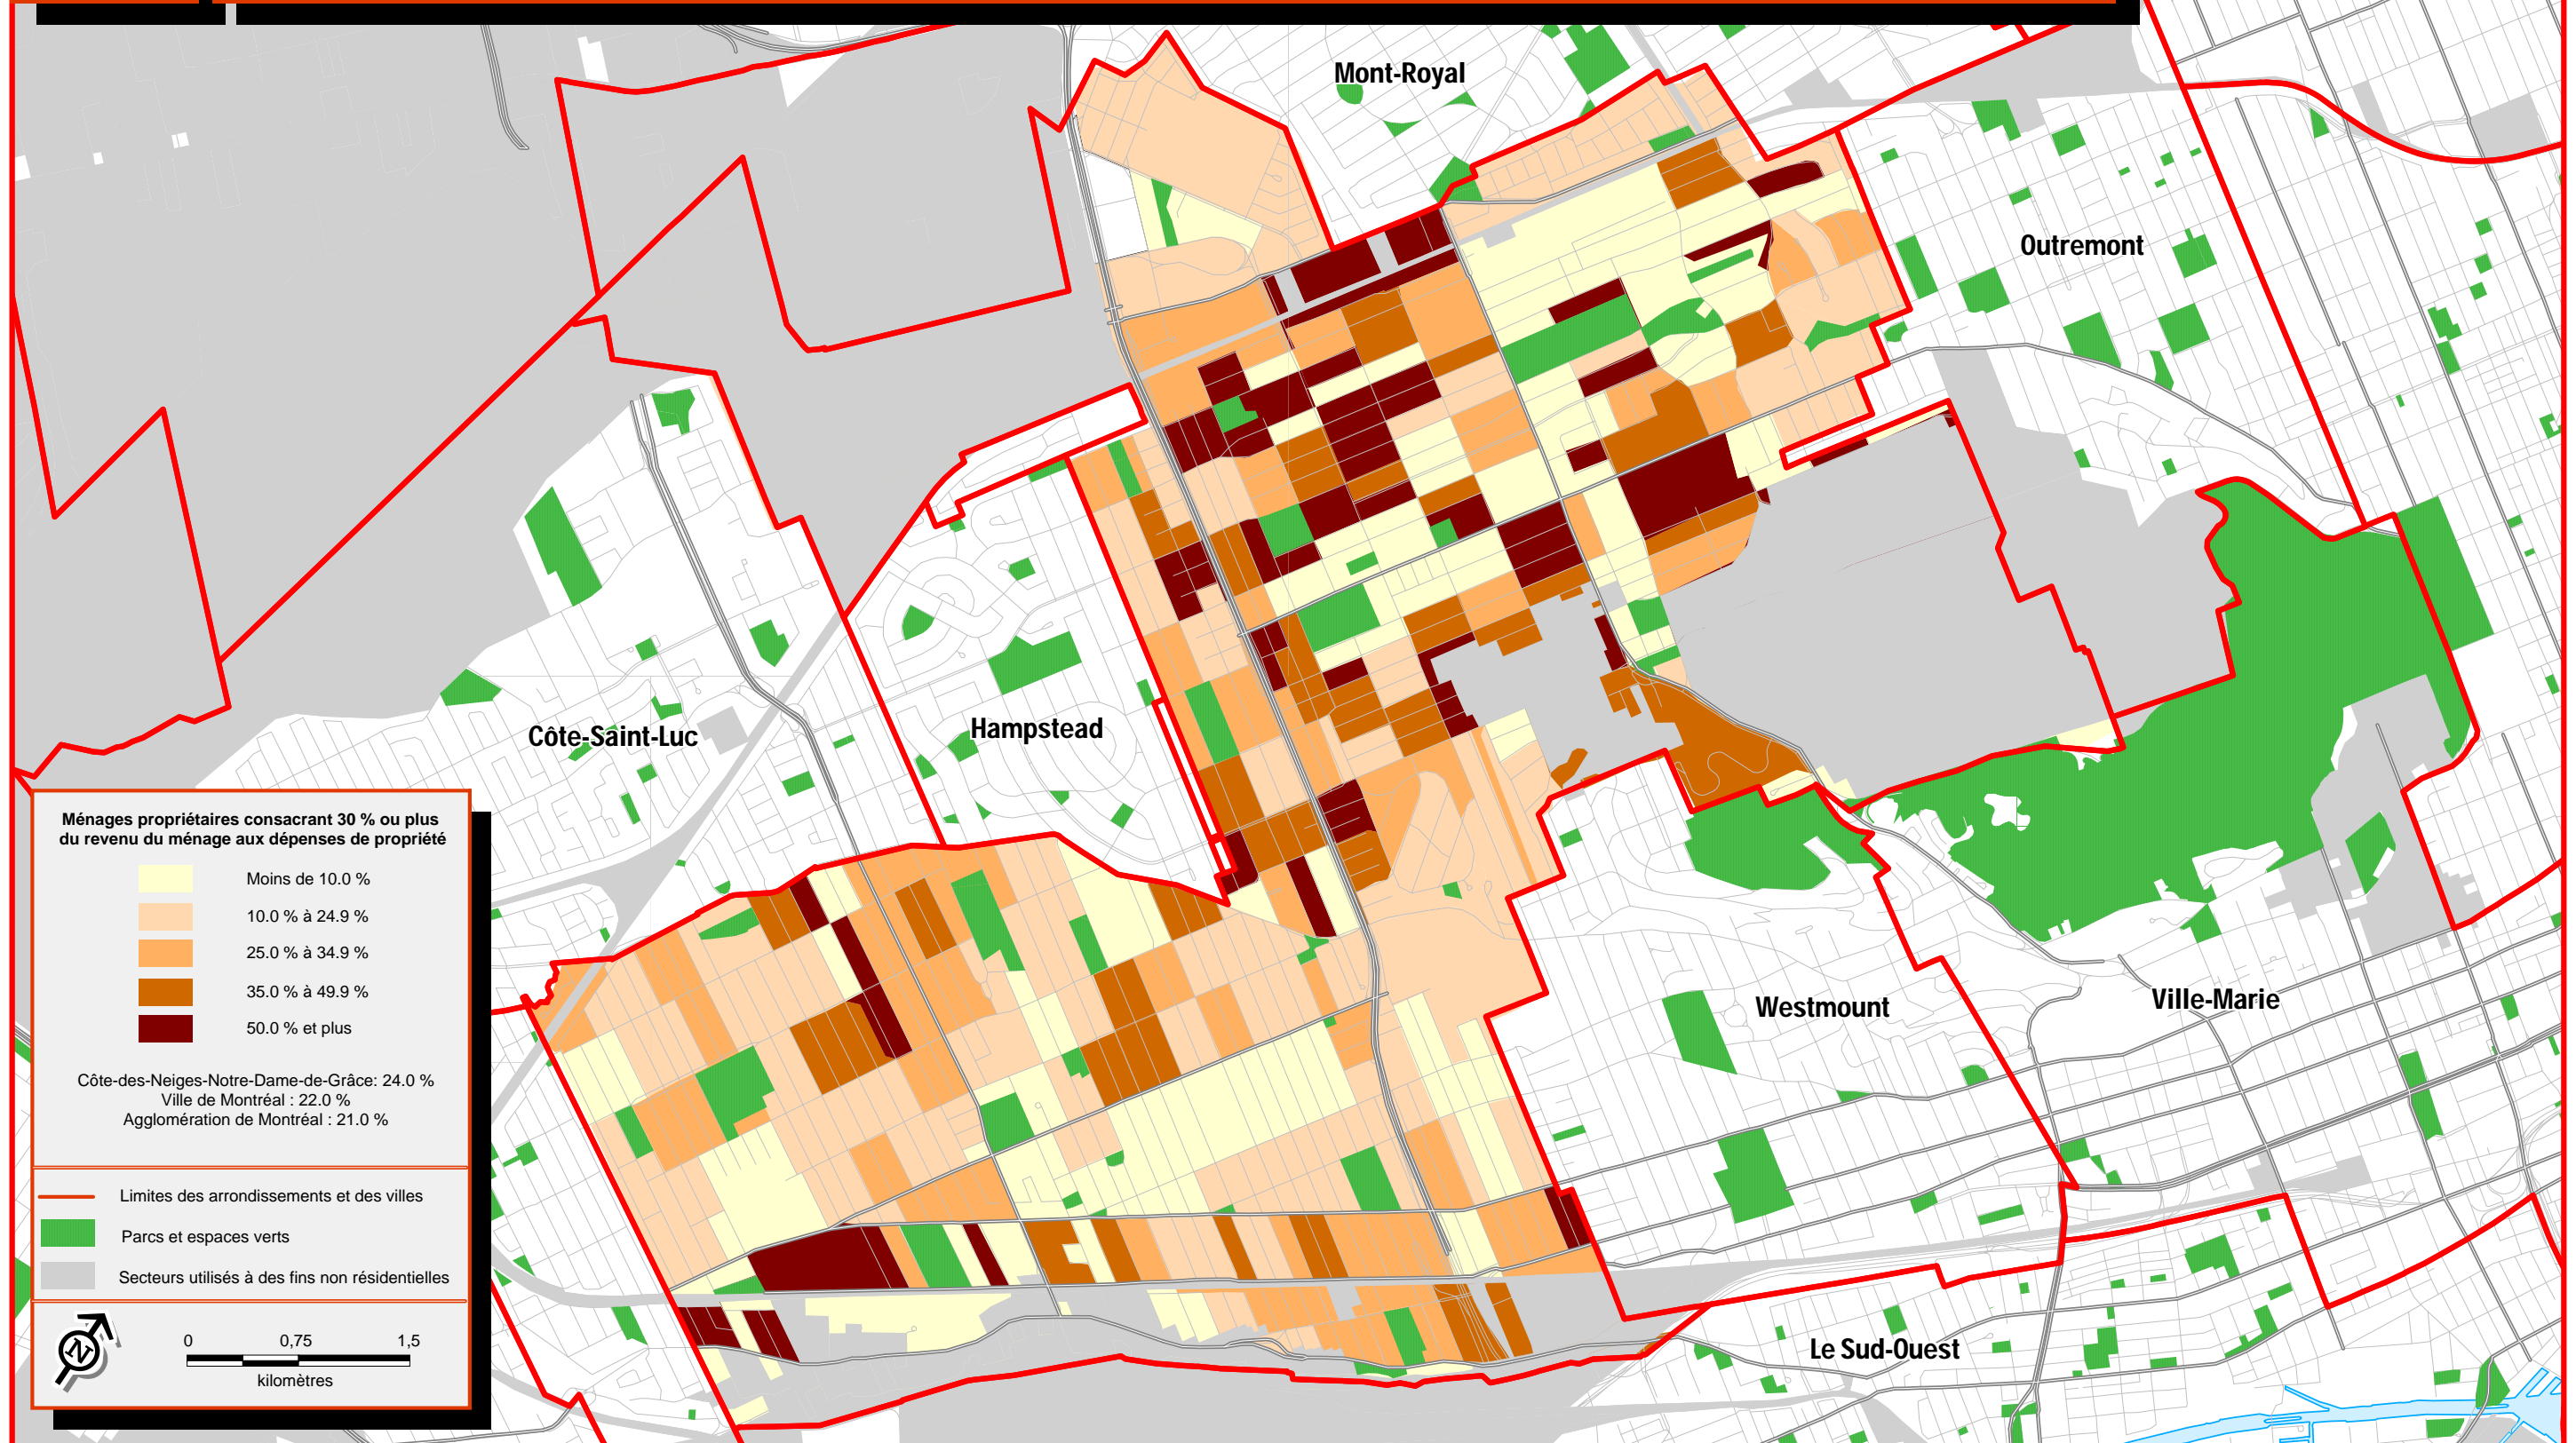 Mont-Royal
Outremont
Côte-Saint-Luc
Hampstead
Westmount
Ville-Marie
Le Sud-Ouest
Ménages propriétaires consacrant 30 % ou plus
du revenu du ménage aux dépenses de propriété
Moins de 10.0 %
10.0 % à 24.9 %
25.0 % à 34.9 %
35.0 % à 49.9 %
50.0 % et plus
Côte-des-Neiges-Notre-Dame-de-Grâce: 24.0 %
Ville de Montréal : 22.0 %
Agglomération de Montréal : 21.0 %
Limites des arrondissements et des villes
Parcs et espaces verts
Secteurs utilisés à des fins non résidentielles
N
0 0,75 1,5
kilomètres